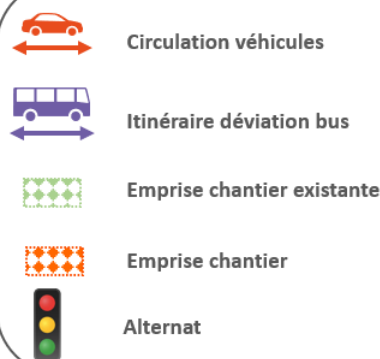 Circulation véhicules
Itinéraire déviation bus
Emprise chantier existante
Emprise chantier
Alternat